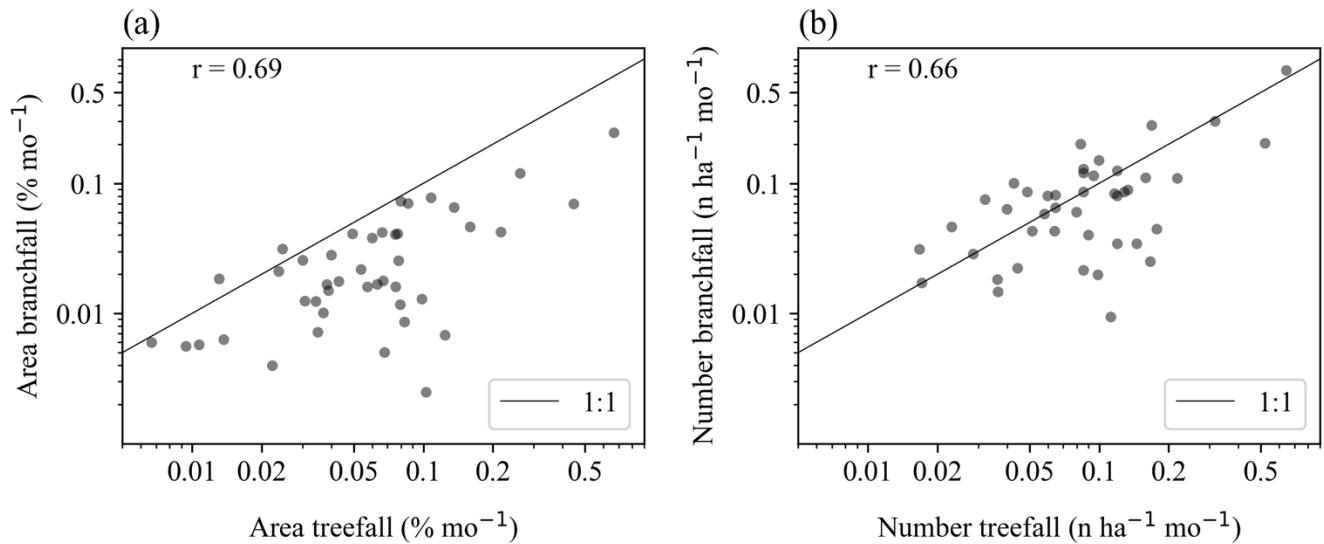 (a)
r = 0.69
Area branchfall (% mo⁻¹)
0.5
0.1
0.01
1:1
0.01 0.02 0.05 0.1 0.2 0.5
Area treefall (% mo⁻¹)
(b)
r = 0.66
Number branchfall (n ha⁻¹ mo⁻¹)
0.5
0.1
0.01
1:1
0.01 0.02 0.05 0.1 0.2 0.5
Number treefall (n ha⁻¹ mo⁻¹)